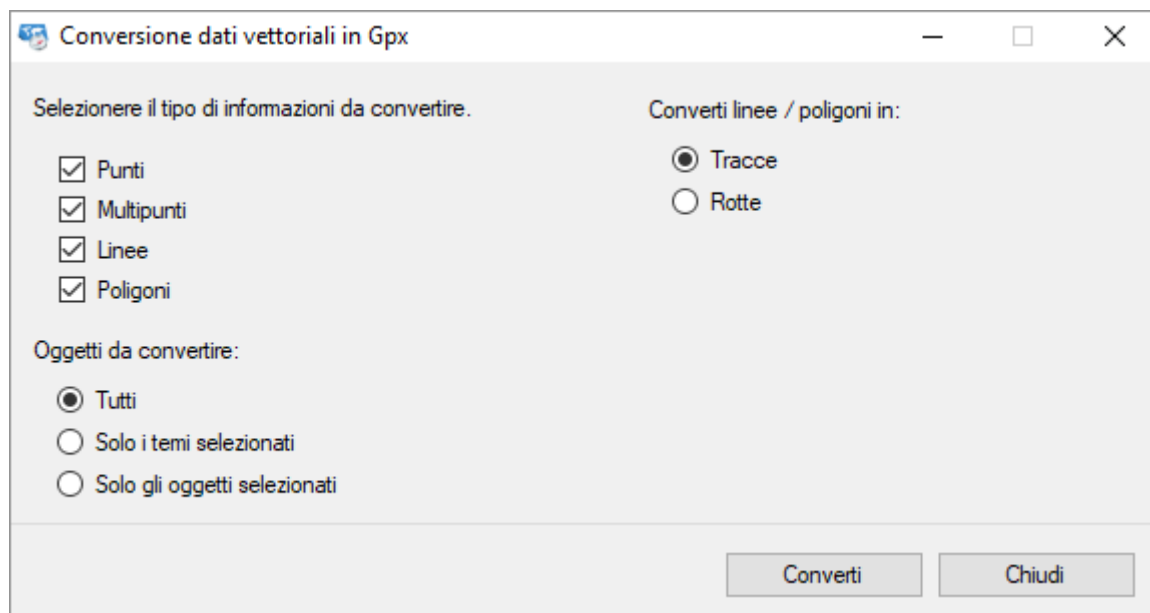 Conversione dati vettoriali in Gpx
Selezionere il tipo di informazioni da convertire.
Punti
Multipunti
Linee
Poligoni
Oggetti da convertire:
Tutti
Solo i temi selezionati
Solo gli oggetti selezionati
Converti linee / poligoni in:
Tracce
Rotte
Converti
Chiudi